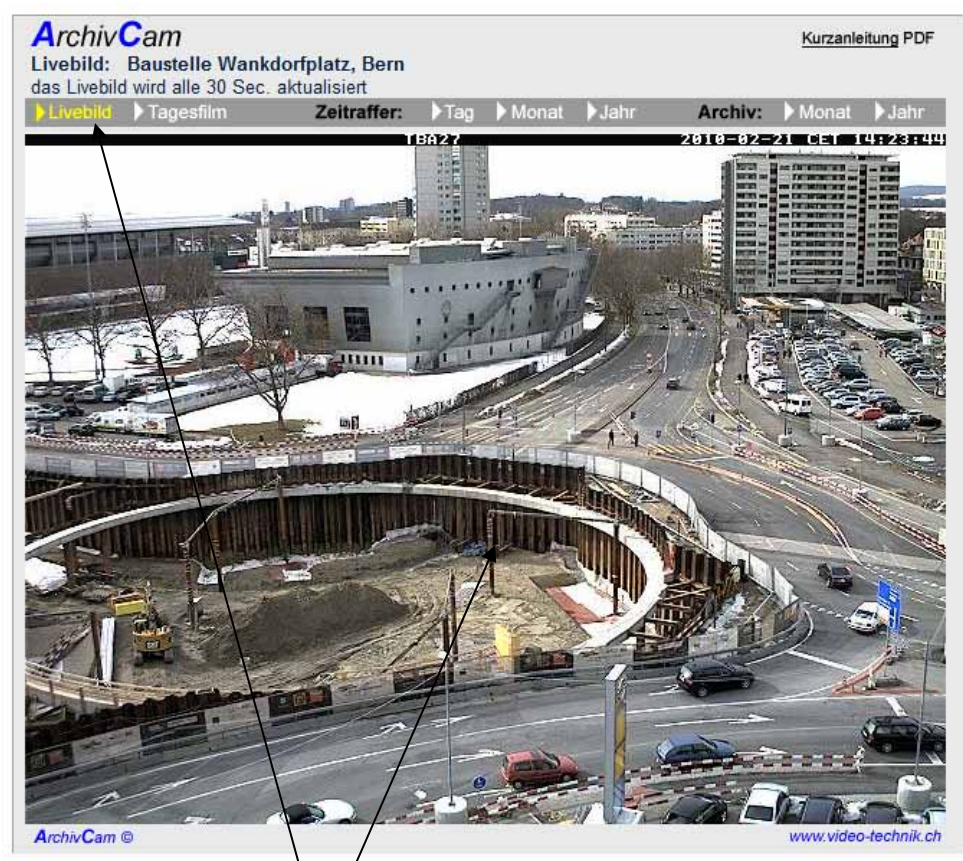 ArchivCam
Kurzanleitung PDF
Livebild: Baustelle Wankdorfplatz, Bern
das Livebild wird alle 30 Sec. aktualisiert
Livebild Tagesfilm Zeitraffer: Tag Monat Jahr Archiv: Monat Jahr
TBA27 2010-02-21 CET 14:23:44
ArchivCam © www.video-technik.ch